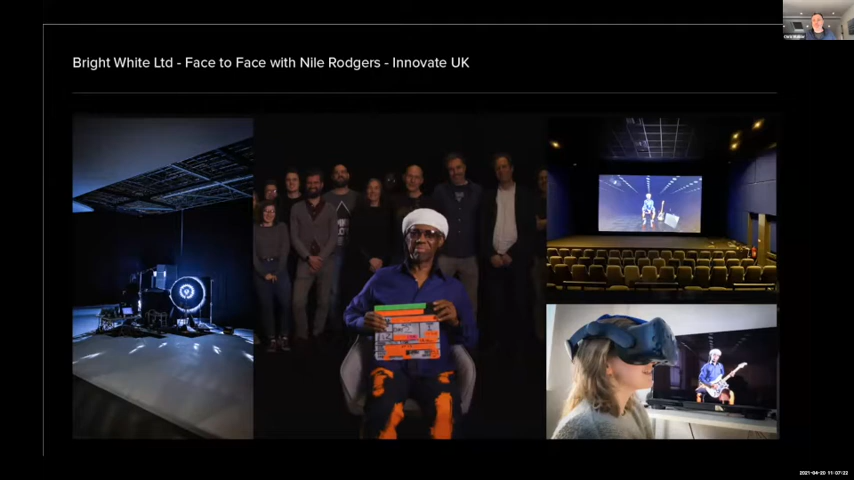 Bright White Ltd - Face to Face with Nile Rodgers - Innovate UK
2021-04-20 11:07:22